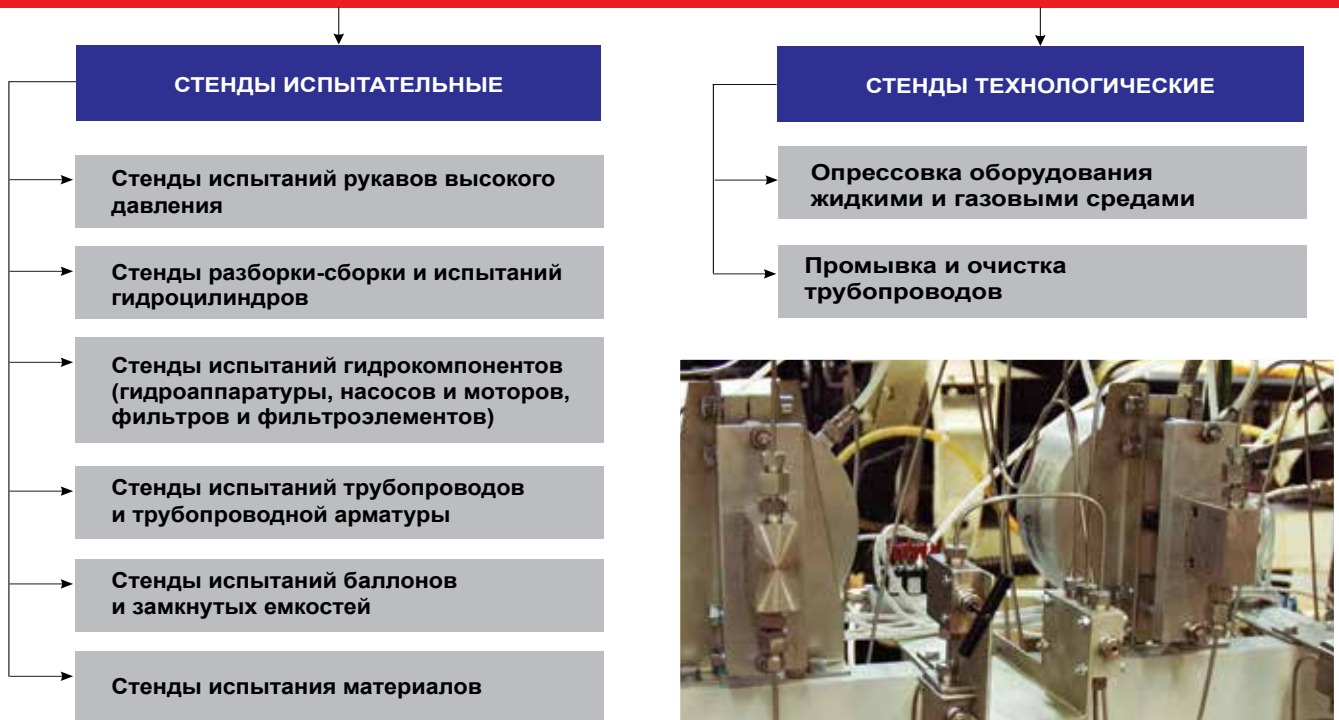 СТЕНДЫ ИСПЫТАТЕЛЬНЫЕ
Стенды испытаний рукавов высокого
давления
Стенды разборки-сборки и испытаний
гидроцилиндров
Стенды испытаний гидрокомпонентов
(гидроаппаратуры, насосов и моторов,
фильтров и фильтроэлементов)
Стенды испытаний трубопроводов
и трубопроводной арматуры
Стенды испытаний баллонов
и замкнутых емкостей
Стенды испытания материалов
СТЕНДЫ ТЕХНОЛОГИЧЕСКИЕ
Опрессовка оборудования
жидкими и газовыми средами
Промывка и очистка
трубопроводов